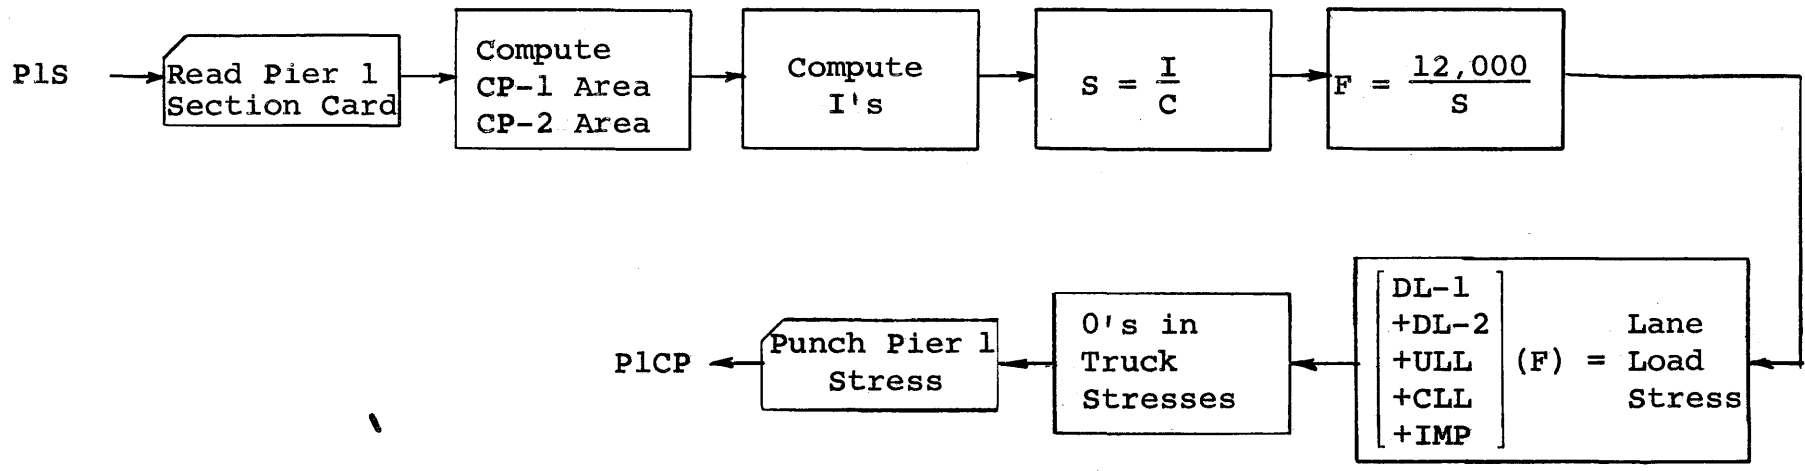 P1S
Read Pier 1
Section Card
Compute
CP-1 Area
CP-2 Area
Compute
I's
S = I/C
F = 12,000/S
DL-1
+DL-2
+ULL
+CLL
+IMP
(F) =
Lane
Load
Stress
0's in
Truck
Stresses
Punch Pier 1
Stress
P1CP